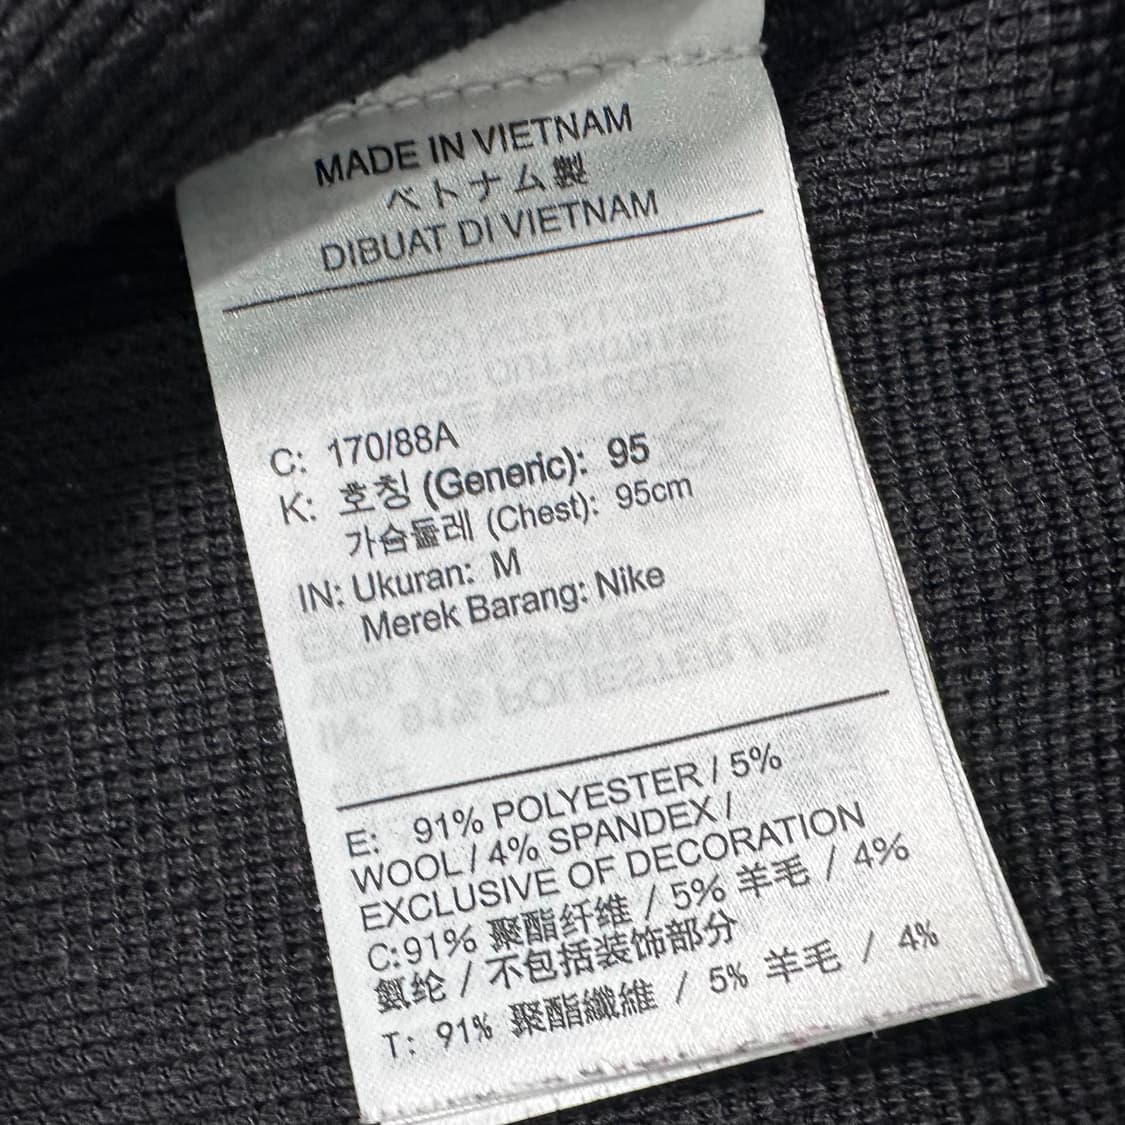 MADE IN VIETNAM
ベトナム製
DIBUAT DI VIETNAM
C: 170/88A
K: 호칭 (Generic): 95
가슴둘레 (Chest): 95cm
IN: Ukuran: M
Merek Barang: Nike
E: 91% POLYESTER / 5%
WOOL / 4% SPANDEX /
EXCLUSIVE OF DECORATION
C:91% 聚酯纤维 / 5% 羊毛 / 4%
氨纶 / 不包括装饰部分
T: 91% 聚酯纖維 / 5% 羊毛 / 4%